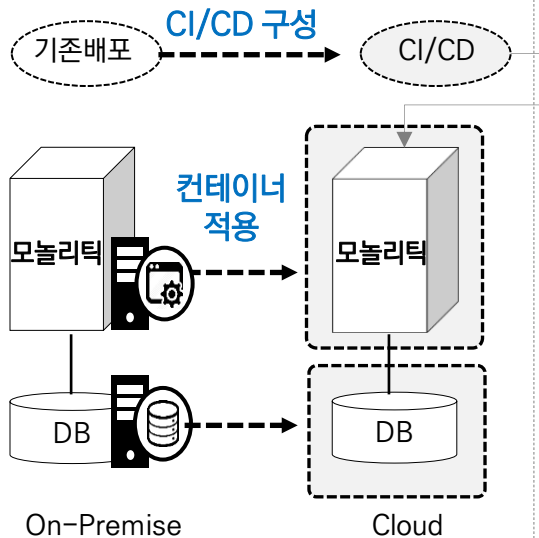 CI/CD 구성
기존배포
CI/CD
컨테이너
적용
모놀리틱
모놀리틱
DB
DB
On-Premise
Cloud